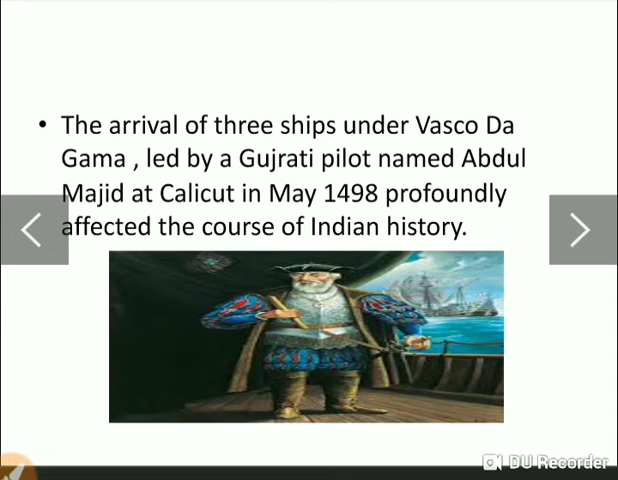 • The arrival of three ships under Vasco Da
Gama , led by a Gujrati pilot named Abdul
Majid at Calicut in May 1498 profoundly
affected the course of Indian history.
DU Recorder